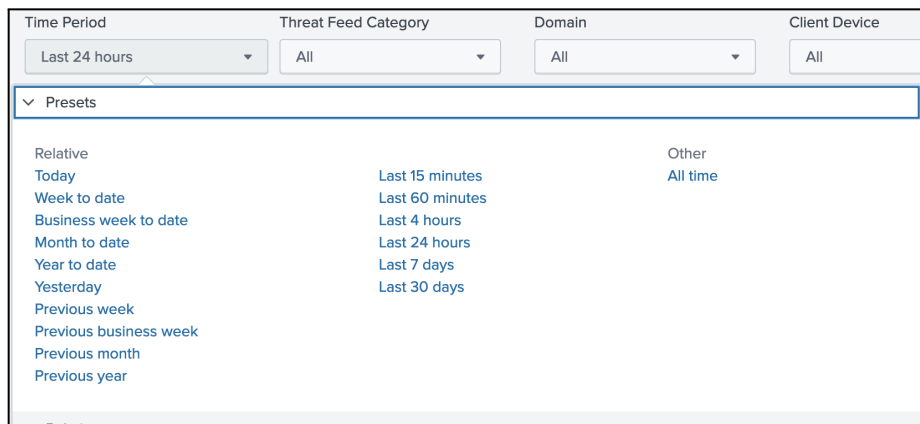 Time Period
Threat Feed Category
Domain
Client Device
Last 24 hours
All
All
All
Presets
Relative
Today
Week to date
Business week to date
Month to date
Year to date
Yesterday
Previous week
Previous business week
Previous month
Previous year
Last 15 minutes
Last 60 minutes
Last 4 hours
Last 24 hours
Last 7 days
Last 30 days
Other
All time